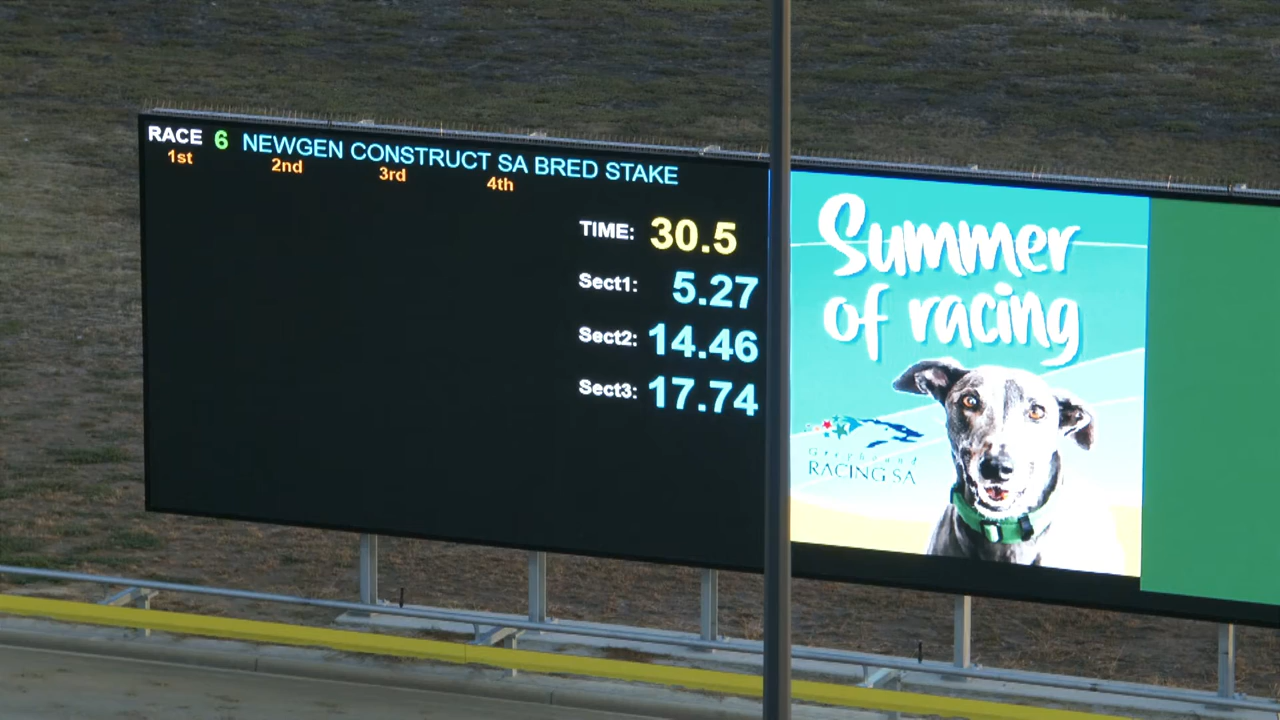 RACE 6 NEWGEN CONSTRUCT SA BRED STAKE
1st 2nd 3rd 4th
TIME: 30.5
Sect1: 5.27
Sect2: 14.46
Sect3: 17.74
Summer
of racing
Greyhound
RACING SA